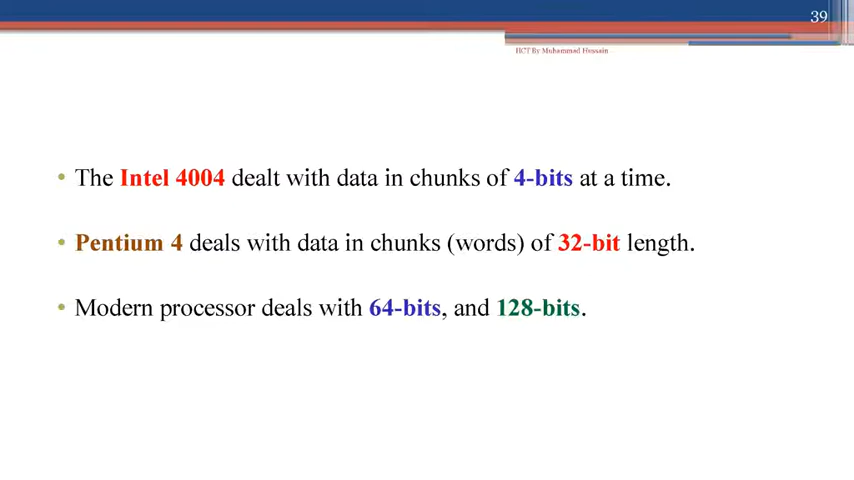 39
IICT By Muhammad Hussain
• The Intel 4004 dealt with data in chunks of 4-bits at a time.
• Pentium 4 deals with data in chunks (words) of 32-bit length.
• Modern processor deals with 64-bits, and 128-bits.